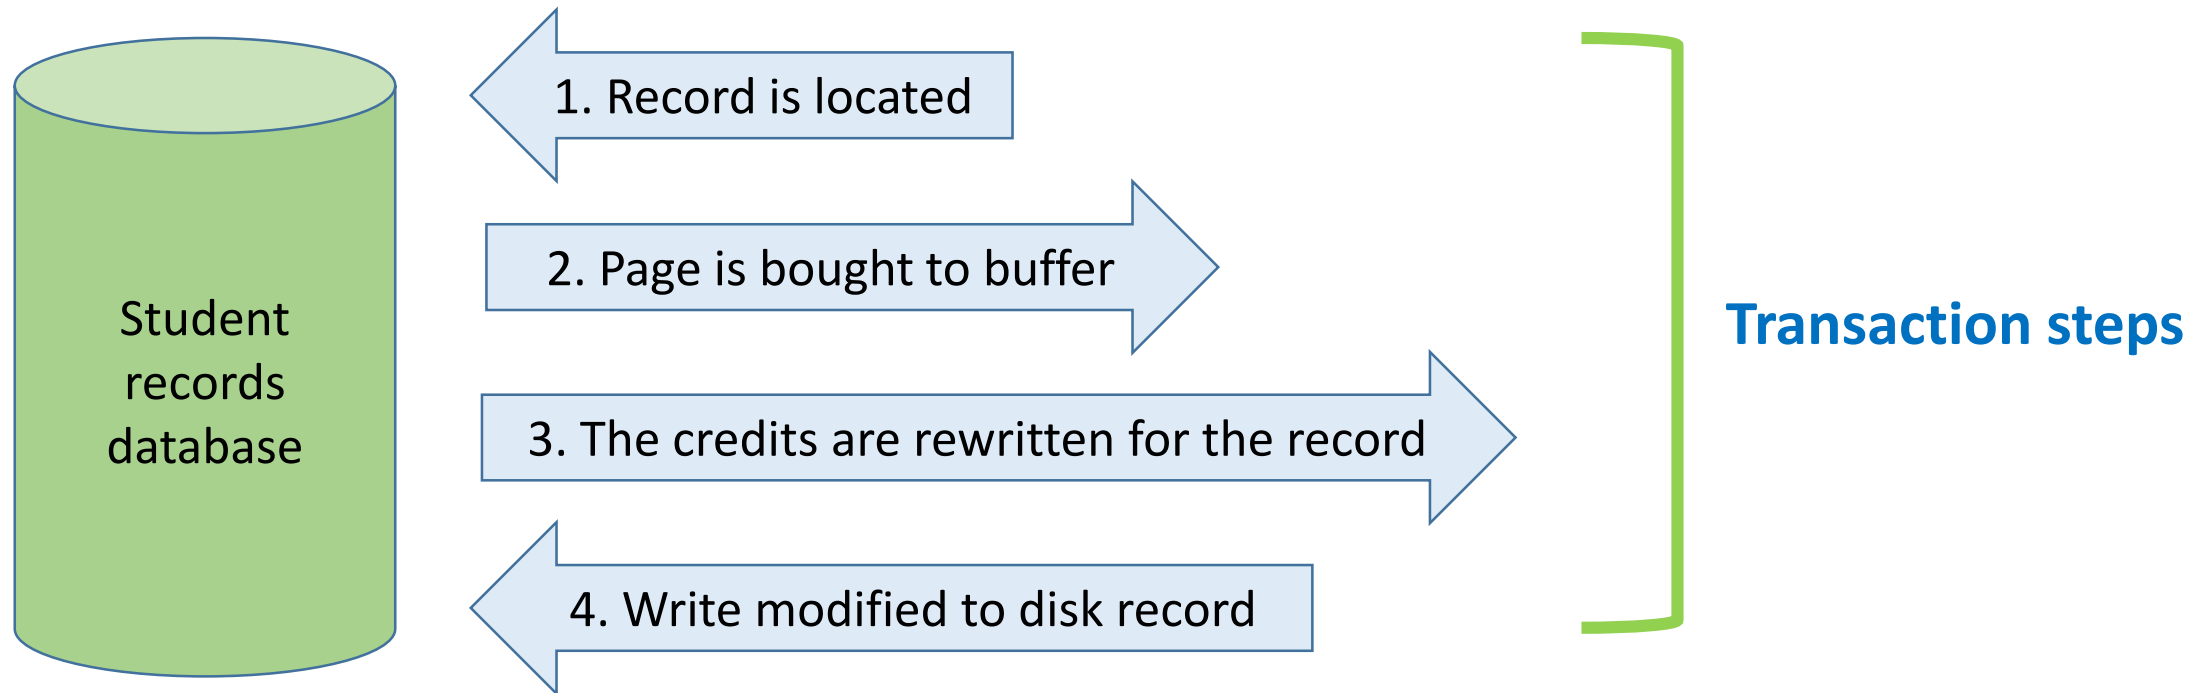 1. Record is located
2. Page is bought to buffer
Student
records
database
3. The credits are rewritten for the record
4. Write modified to disk record
Transaction steps